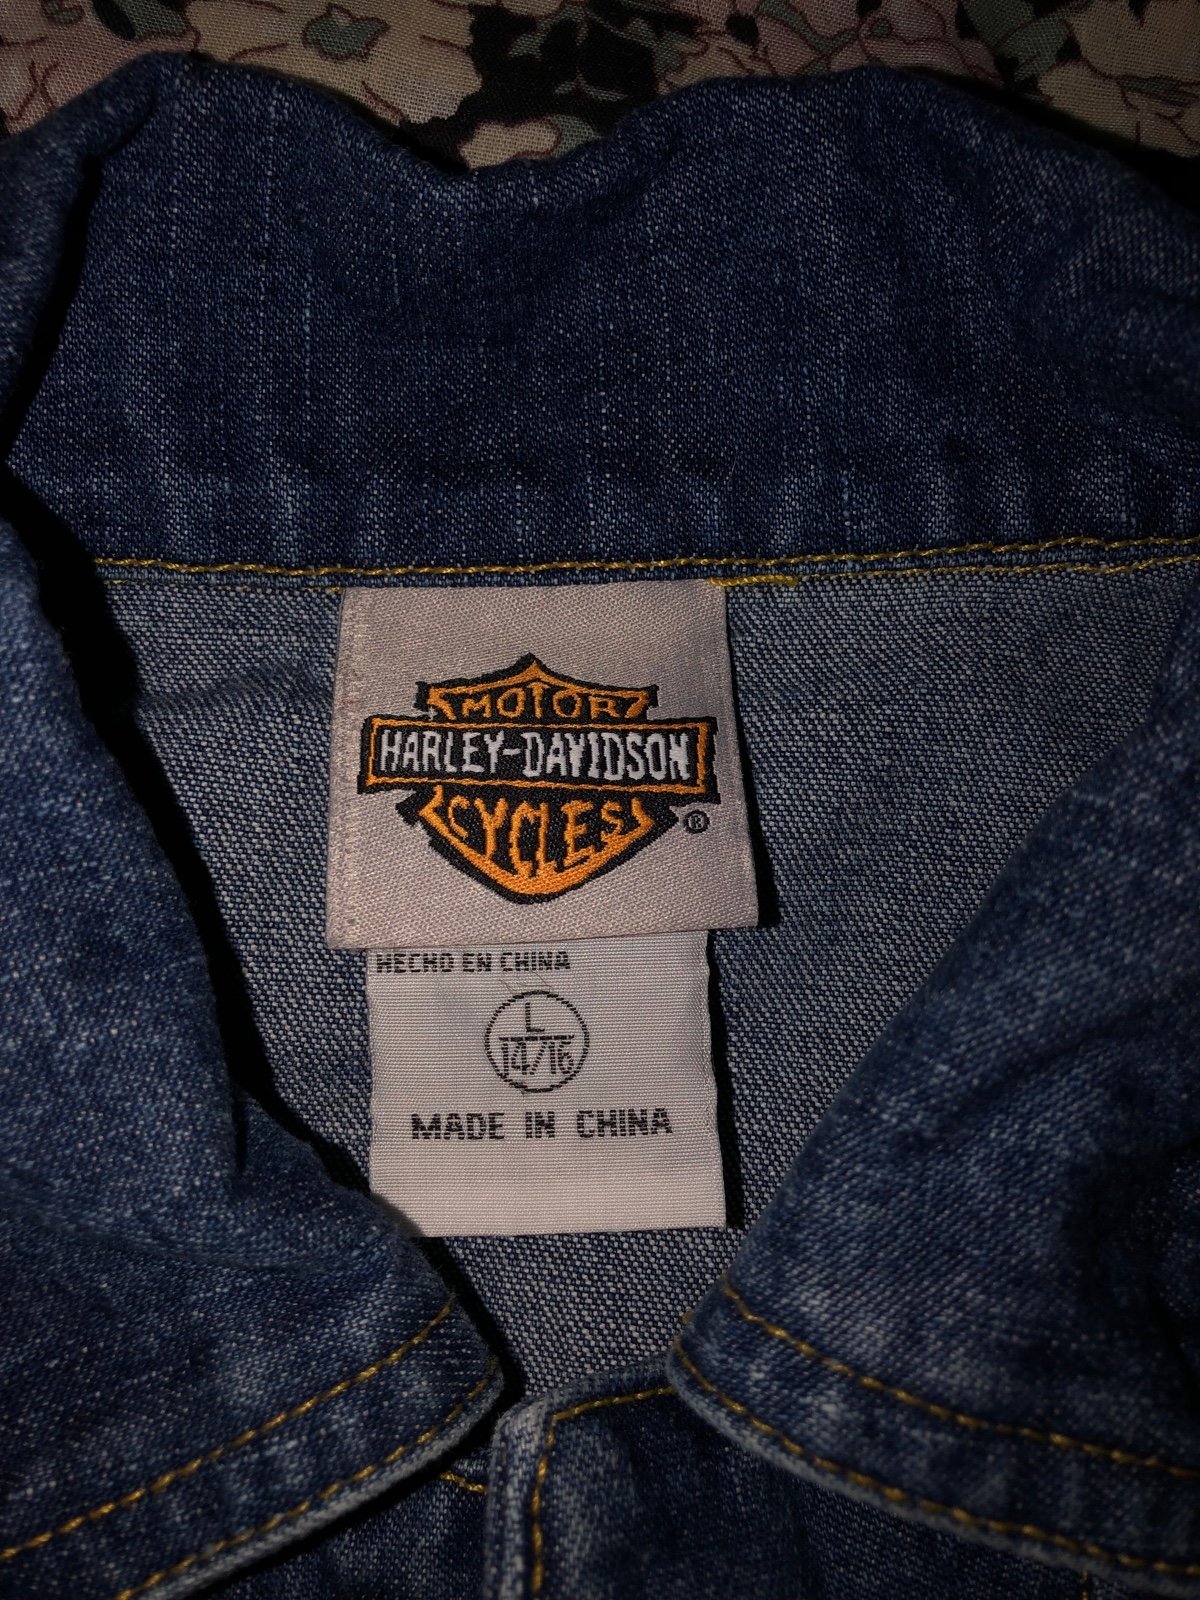 MOTOR
HARLEY-DAVIDSON
CYCLES
®
HECHO EN CHINA
L
14/16
MADE IN CHINA